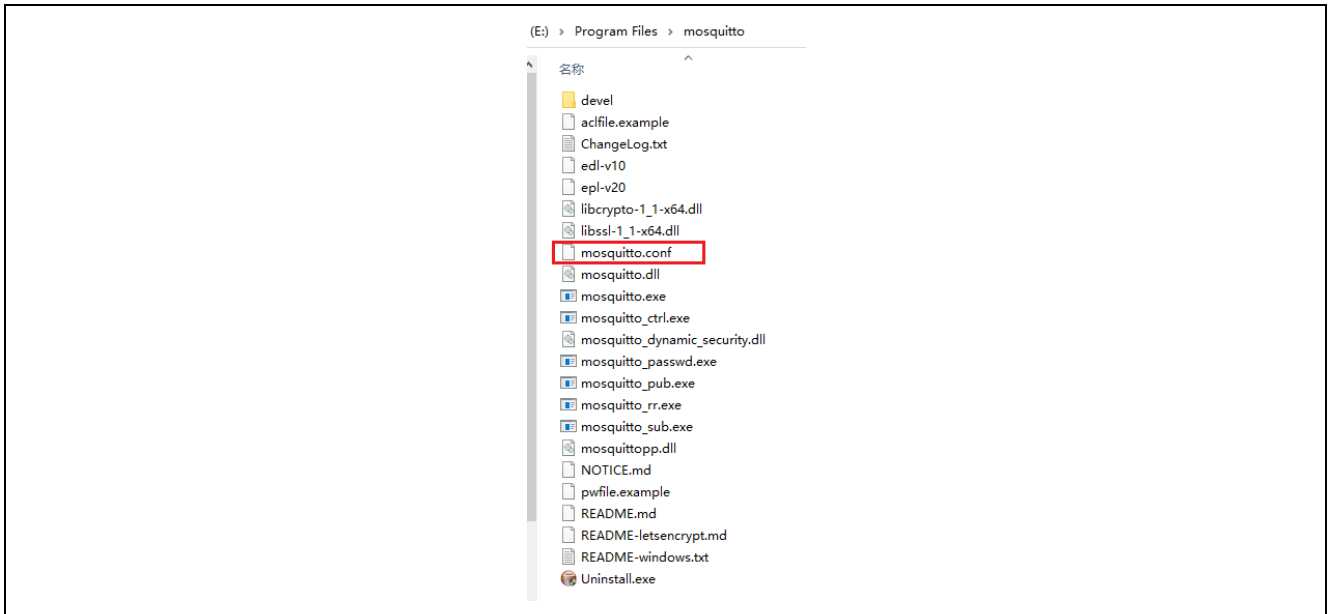 (E:) › Program Files › mosquitto
名称
devel
aclfile.example
ChangeLog.txt
edl-v10
epl-v20
libcrypto-1_1-x64.dll
libssl-1_1-x64.dll
mosquitto.conf
mosquitto.dll
mosquitto.exe
mosquitto_ctrl.exe
mosquitto_dynamic_security.dll
mosquitto_passwd.exe
mosquitto_pub.exe
mosquitto_rr.exe
mosquitto_sub.exe
mosquittopp.dll
NOTICE.md
pwfile.example
README.md
README-letsencrypt.md
README-windows.txt
Uninstall.exe